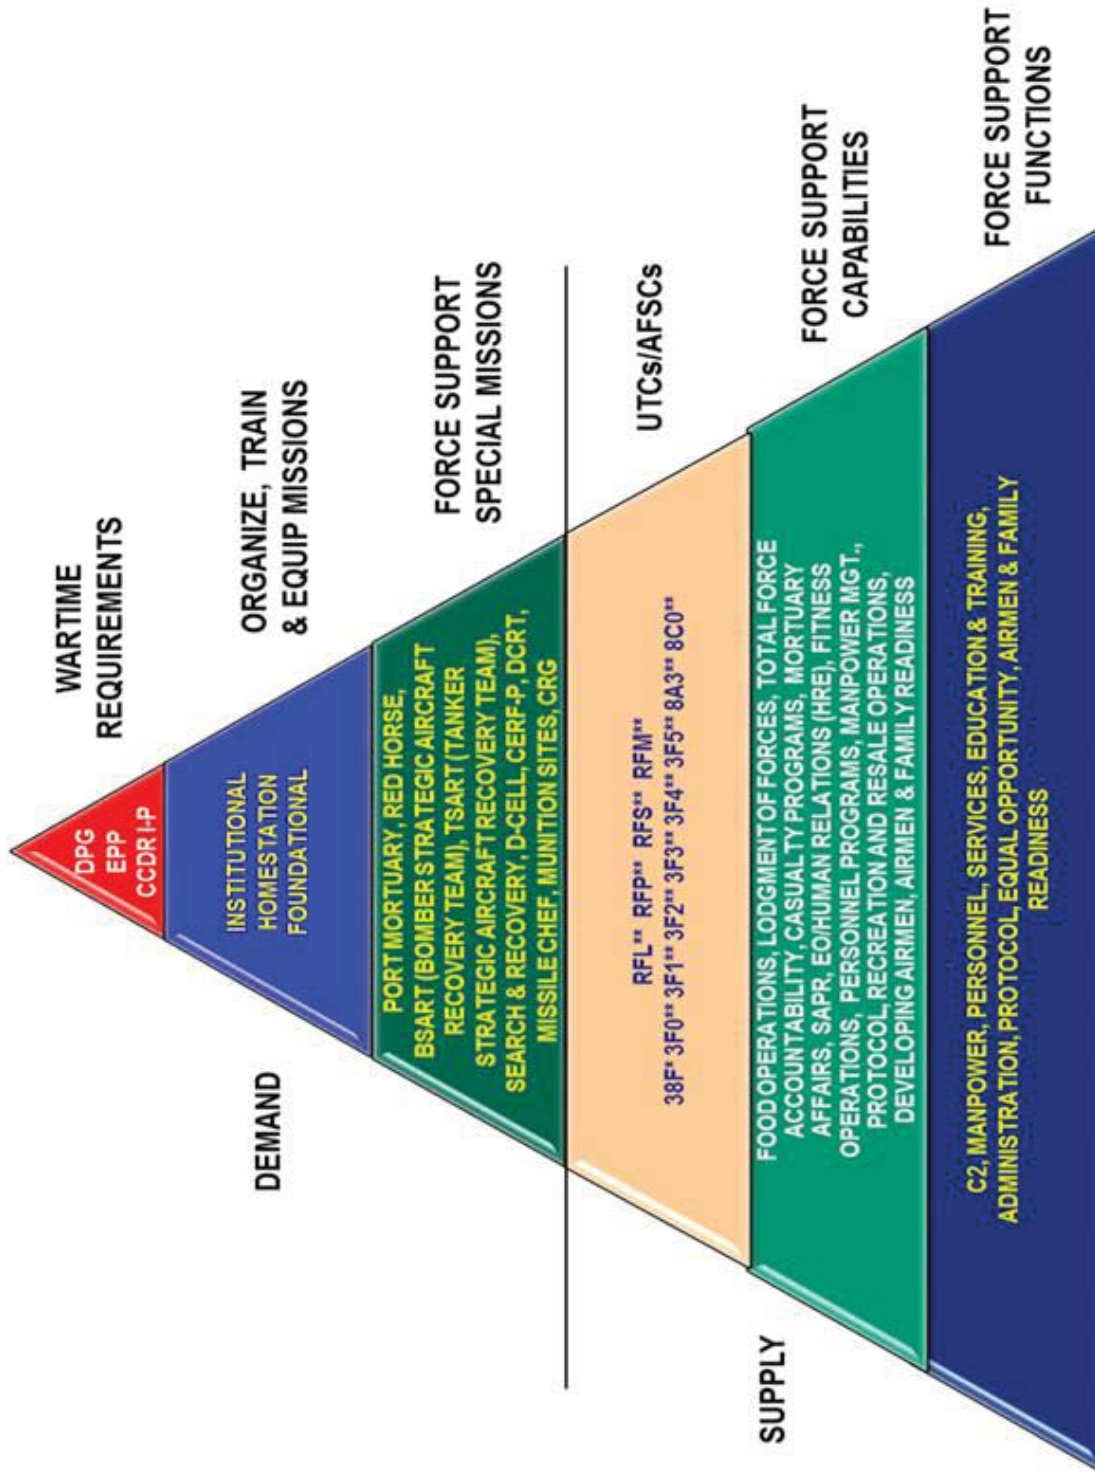 WARTIME
REQUIREMENTS
DPG
EPP
CCDR I-P
ORGANIZE, TRAIN
& EQUIP MISSIONS
INSTITUTIONAL
HOMESTATION
FOUNDATIONAL
DEMAND
FORCE SUPPORT
SPECIAL MISSIONS
PORT MORTUARY, RED HORSE,
BSART (BOMBER STRATEGIC AIRCRAFT
RECOVERY TEAM), TSART (TANKER
STRATEGIC AIRCRAFT RECOVERY TEAM),
SEARCH & RECOVERY, D-CELL, CERF-P, DCRT,
MISSILE CHEF, MUNITION SITES, CRG
UTCs/AFSCs
RFL** RFP** RFS** RFM**
38F* 3F0** 3F1** 3F2** 3F3** 3F4** 3F5** 8A3** 8C0**
SUPPLY
FORCE SUPPORT
CAPABILITIES
FOOD OPERATIONS, LODGMENT OF FORCES, TOTAL FORCE
ACCOUNTABILITY, CASUALTY PROGRAMS, MORTUARY
AFFAIRS, SAPR, EO/HUMAN RELATIONS (HRE), FITNESS
OPERATIONS, PERSONNEL PROGRAMS, MANPOWER MGT.,
PROTOCOL, RECREATION AND RESALE OPERATIONS,
DEVELOPING AIRMEN, AIRMEN & FAMILY READINESS
FORCE SUPPORT
FUNCTIONS
C2, MANPOWER, PERSONNEL, SERVICES, EDUCATION & TRAINING,
ADMINISTRATION, PROTOCOL, EQUAL OPPORTUNITY, AIRMEN & FAMILY
READINESS